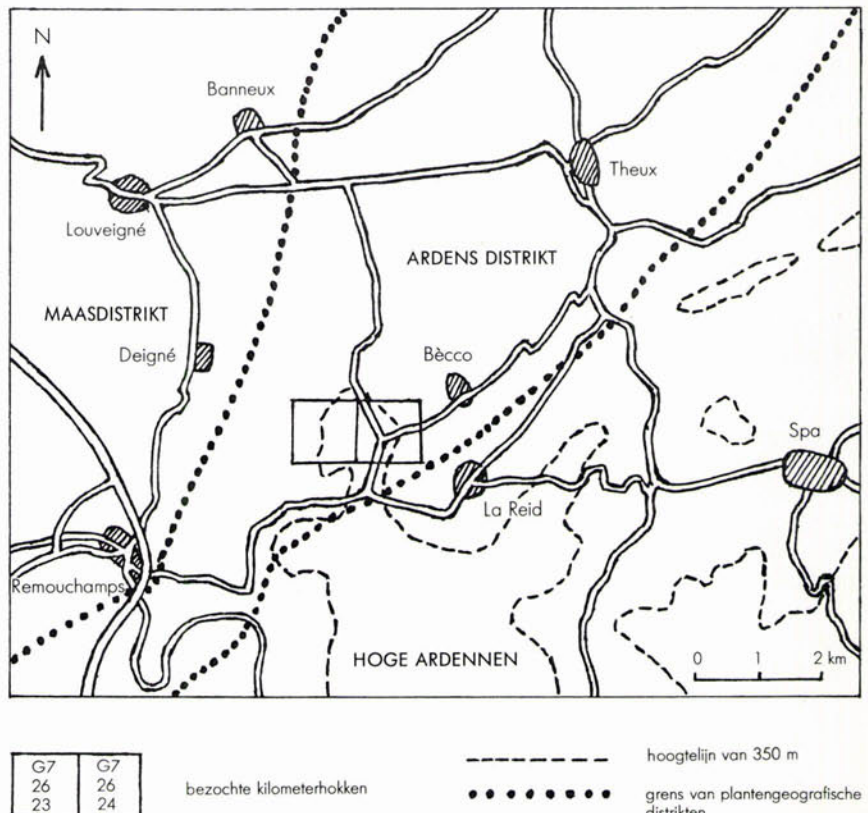 N
Banneux
Theux
Louveigné
ARDENS DISTRIKT
MAASDISTRIKT
Deigné
Bècco
Spa
La Reid
Remouchamps
HOGE ARDENNEN
0 1 2 km
G7 G7
26 26
23 24
bezochte kilometerhokken
hoogtelijn van 350 m
grens van plantengeografische
distrikten